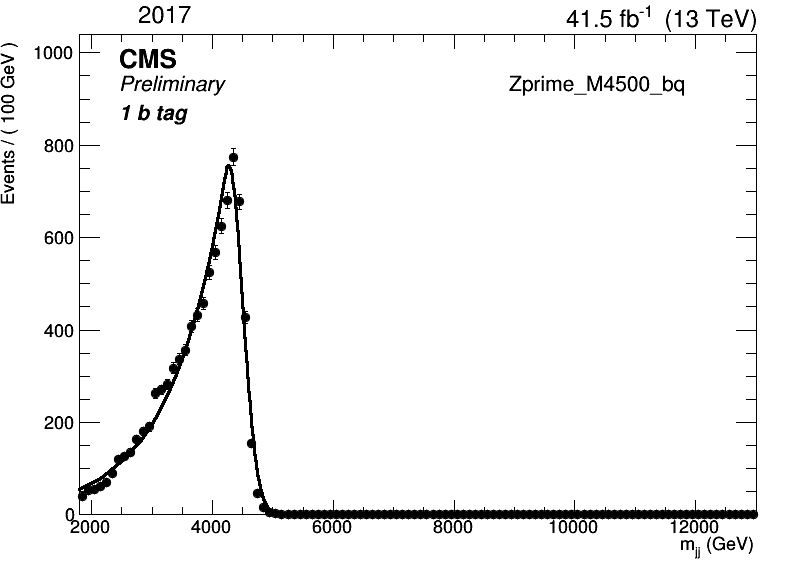 2017
41.5 fb-1 (13 TeV)
CMS
Preliminary
1 b tag
Zprime_M4500_bq
Events / ( 100 GeV )
1000
800
600
400
200
0
2000 4000 6000 8000 10000 12000
mjj (GeV)